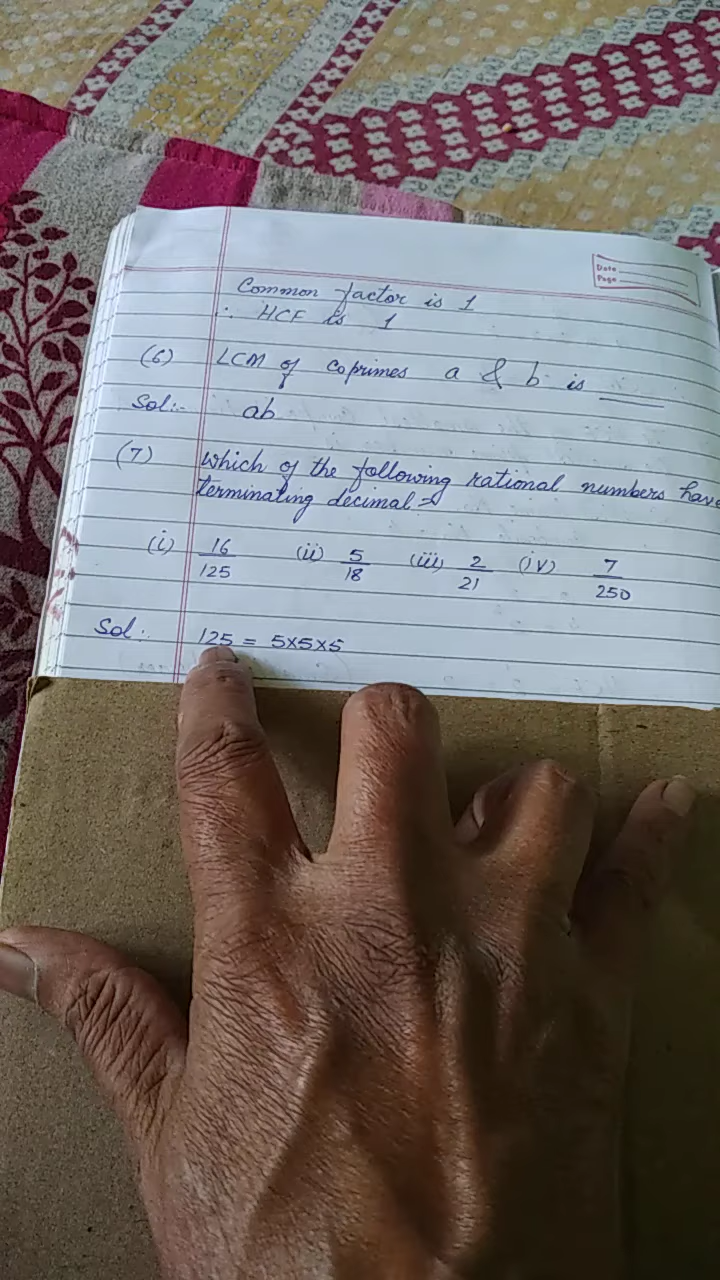 Date
Page
Common factor is 1
∴ HCF is 1
(6) LCM of coprimes a & b is ____
Sol:- ab
(7) Which of the following rational numbers have
terminating decimal ⇒
(i) 16/125 (ii) 5/18 (iii) 2/21 (iv) 7/250
Sol:. 125 = 5×5×5